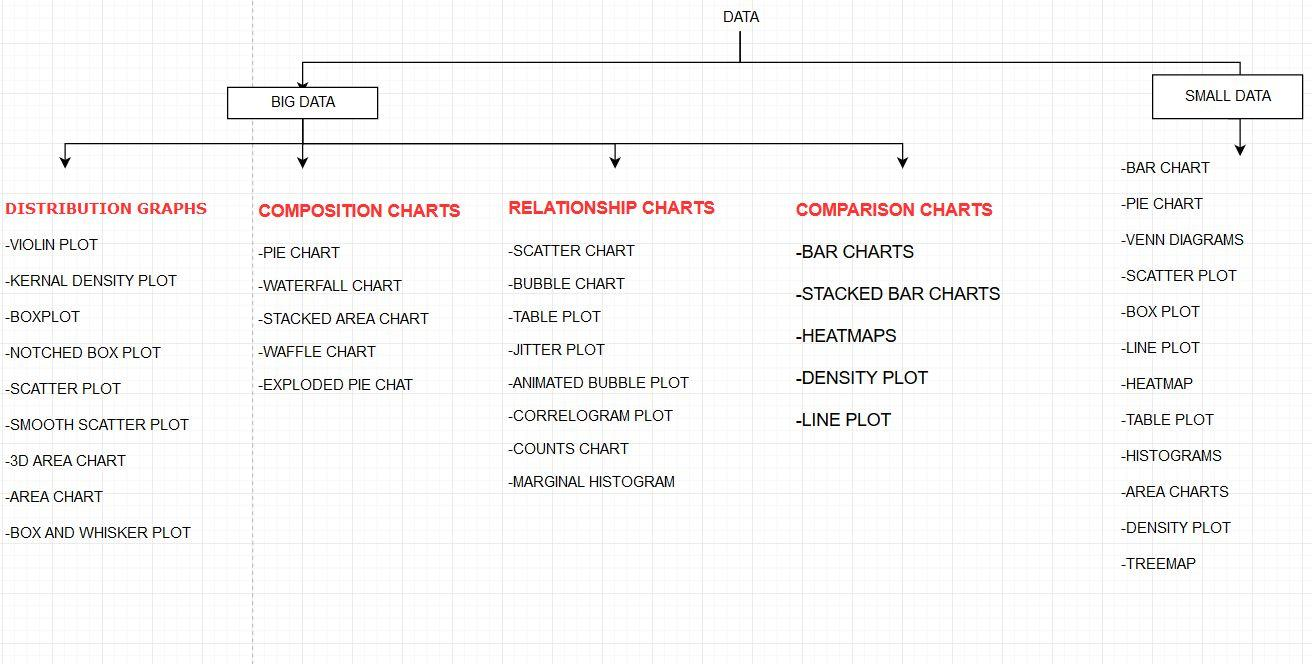 DATA
BIG DATA
SMALL DATA
DISTRIBUTION GRAPHS
-VIOLIN PLOT
-KERNAL DENSITY PLOT
-BOXPLOT
-NOTCHED BOX PLOT
-SCATTER PLOT
-SMOOTH SCATTER PLOT
-3D AREA CHART
-AREA CHART
-BOX AND WHISKER PLOT
COMPOSITION CHARTS
-PIE CHART
-WATERFALL CHART
-STACKED AREA CHART
-WAFFLE CHART
-EXPLODED PIE CHAT
RELATIONSHIP CHARTS
-SCATTER CHART
-BUBBLE CHART
-TABLE PLOT
-JITTER PLOT
-ANIMATED BUBBLE PLOT
-CORRELOGRAM PLOT
-COUNTS CHART
-MARGINAL HISTOGRAM
COMPARISON CHARTS
-BAR CHARTS
-STACKED BAR CHARTS
-HEATMAPS
-DENSITY PLOT
-LINE PLOT
-BAR CHART
-PIE CHART
-VENN DIAGRAMS
-SCATTER PLOT
-BOX PLOT
-LINE PLOT
-HEATMAP
-TABLE PLOT
-HISTOGRAMS
-AREA CHARTS
-DENSITY PLOT
-TREEMAP